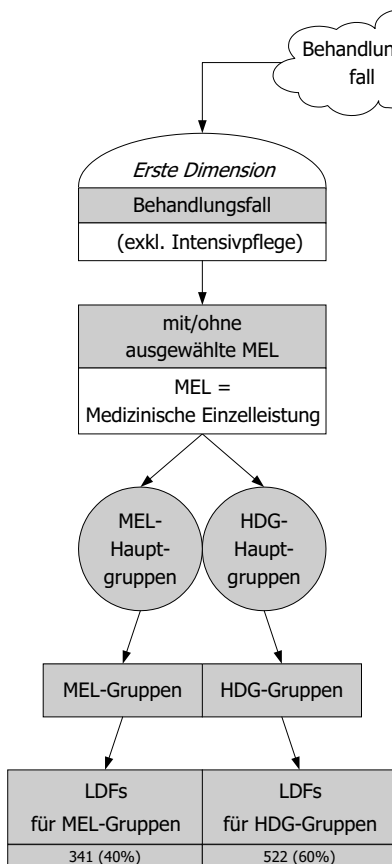 fall
Erste Dimension
Behandlungsfall
(exkl. Intensivpflege)
mit/ohne
ausgewählte MEL
MEL =
Medizinische Einzelleistung
MEL-
Haupt-
gruppen
HDG-
Haupt-
gruppen
MEL-Gruppen
HDG-Gruppen
LDFs
für MEL-Gruppen
341 (40%)
LDFs
für HDG-Gruppen
522 (60%)